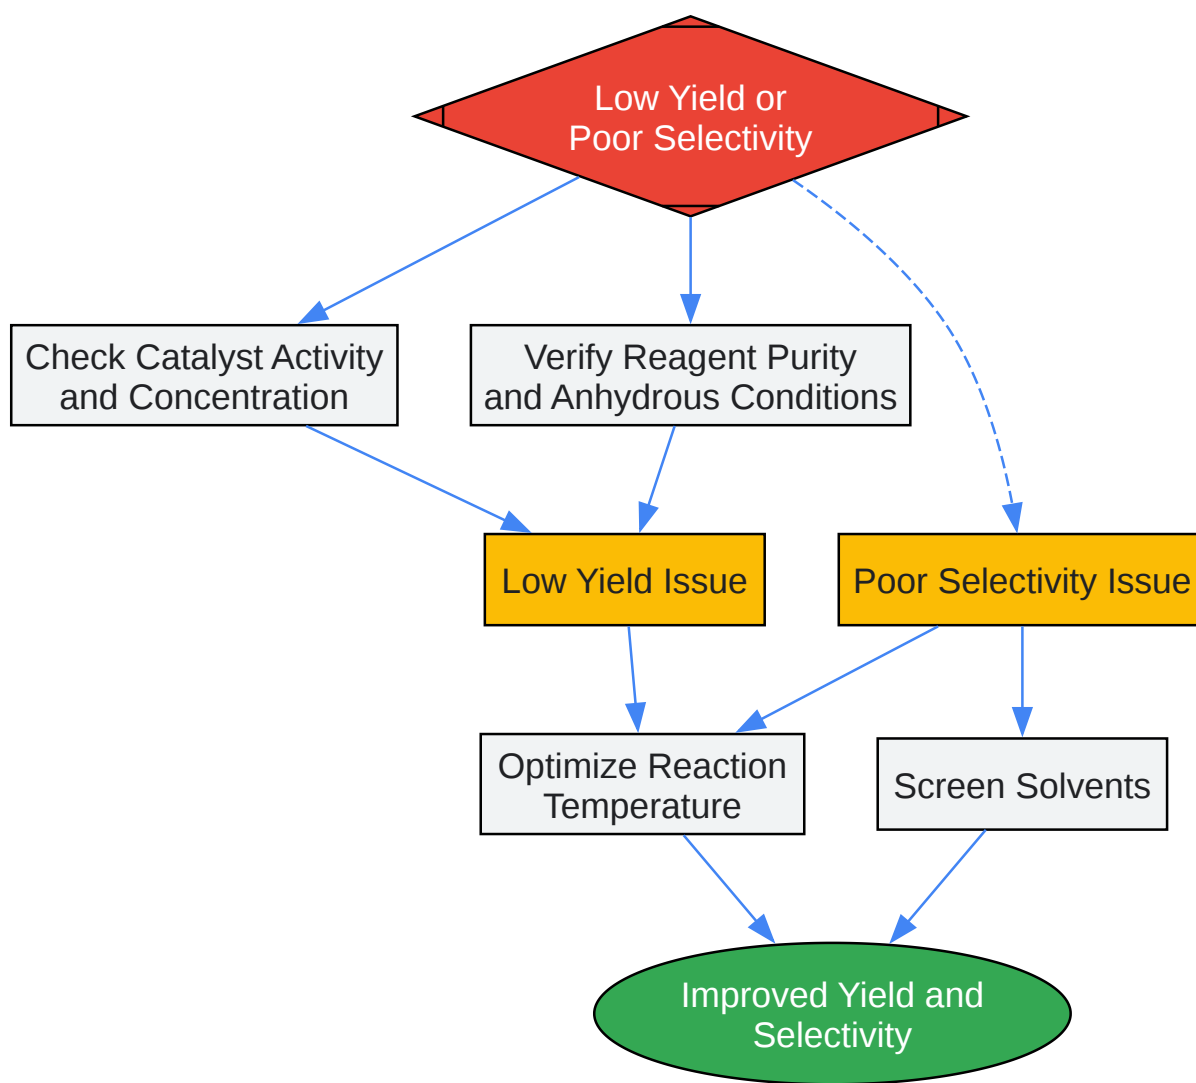 Low Yield or
Poor Selectivity
Check Catalyst Activity
and Concentration
Verify Reagent Purity
and Anhydrous Conditions
Low Yield Issue
Poor Selectivity Issue
Optimize Reaction
Temperature
Screen Solvents
Improved Yield and
Selectivity